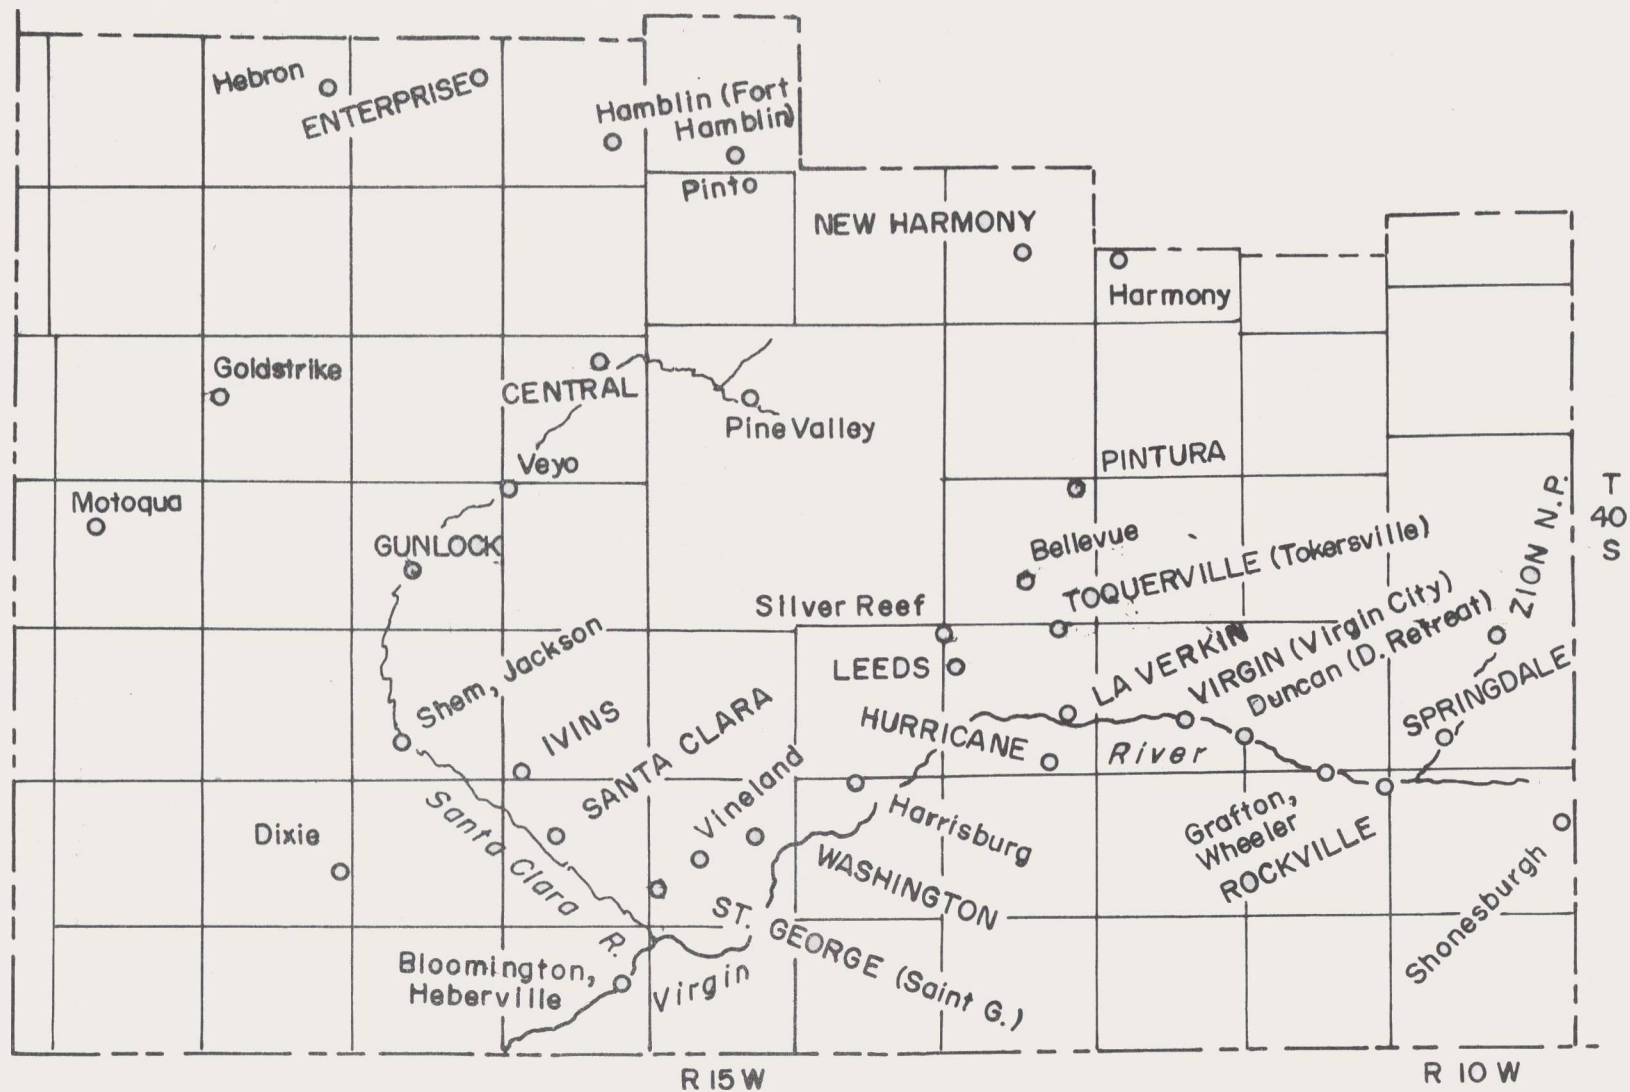 Hebron
ENTERPRISE
Hamblin (Fort
Hamblin)
Pinto
NEW HARMONY
Harmony
Goldstrike
CENTRAL
Pine Valley
Veyo
PINTURA
Motoqua
GUNLOCK
Bellevue
TOQUERVILLE (Tokersville)
ZION N.P.
T
40
S
Silver Reef
LEEDS
Shem, Jackson
IVINS
SANTA CLARA
Vineland
HURRICANE
LA VERKIN
VIRGIN (Virgin City)
Duncan (D. Retreat)
SPRINGDALE
River
Harrisburg
WASHINGTON
Grafton,
Wheeler
ROCKVILLE
Shonesburgh
Dixie
Santa Clara
R.
ST.
GEORGE (Saint G.)
Bloomington,
Heberville
Virgin
R 15 W
R 10 W